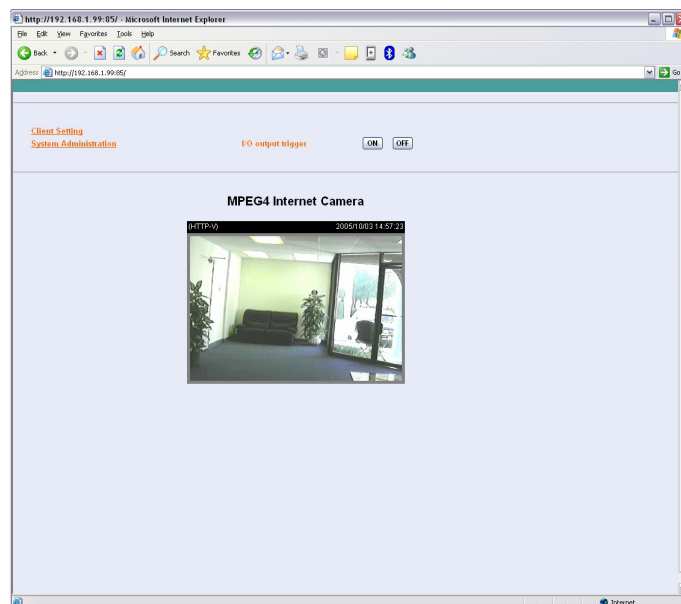 http://192.168.1.99:85/ - Microsoft Internet Explorer
File Edit View Favorites Tools Help
Back Search Favorites
Address http://192.168.1.99:85/ Go
Client Setting
System Administration I/O output trigger ON OFF
MPEG4 Internet Camera
(HTTP-V) 2005/10/03 14:57:23
Internet